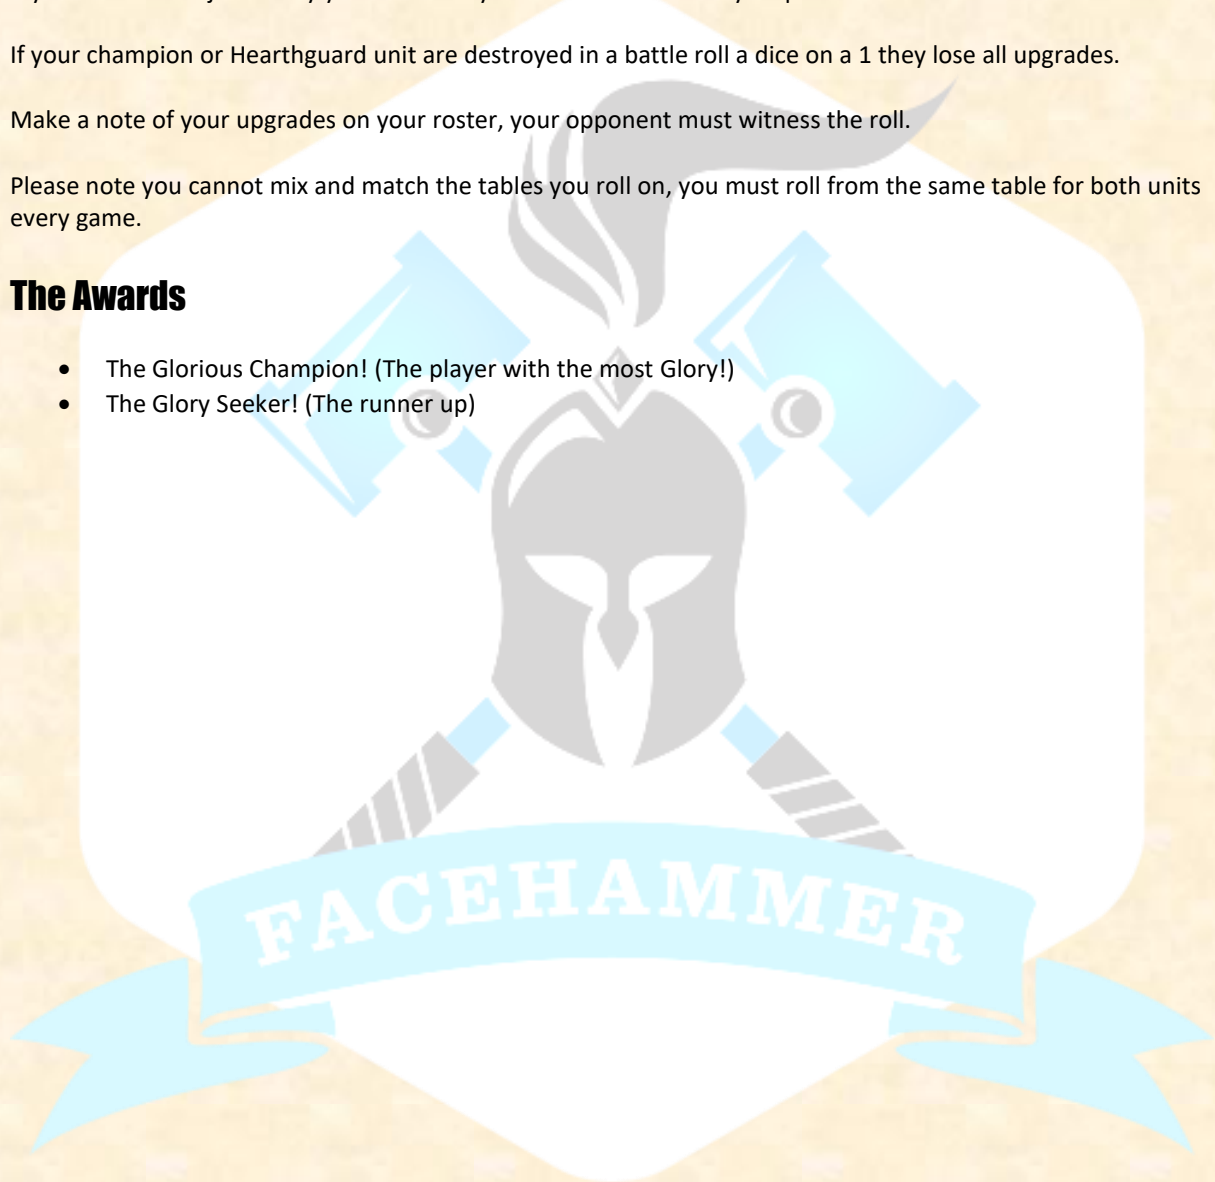 If your champion or Hearthguard unit are destroyed in a battle roll a dice on a 1 they lose all upgrades.
Make a note of your upgrades on your roster, your opponent must witness the roll.
Please note you cannot mix and match the tables you roll on, you must roll from the same table for both units
every game.
The Awards
• The Glorious Champion! (The player with the most Glory!)
• The Glory Seeker! (The runner up)
FACEHAMMER